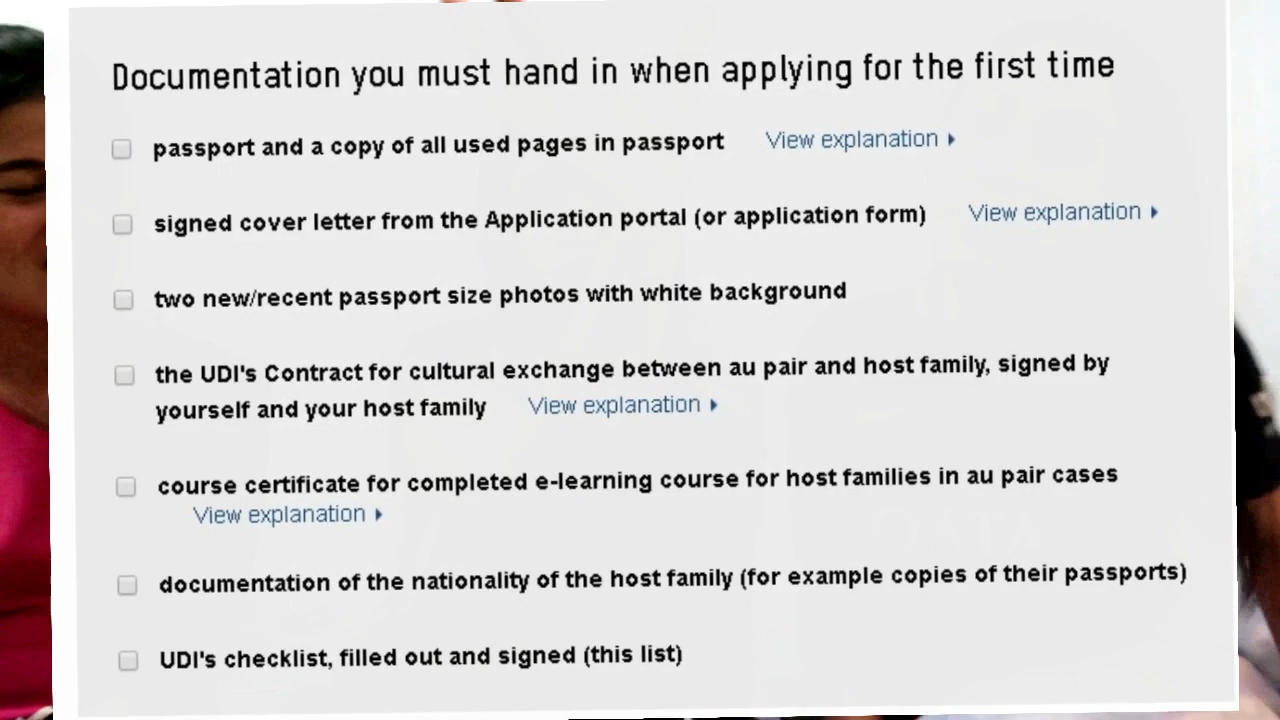 Documentation you must hand in when applying for the first time
passport and a copy of all used pages in passport View explanation
signed cover letter from the Application portal (or application form) View explanation
two new/recent passport size photos with white background
the UDI's Contract for cultural exchange between au pair and host family, signed by
yourself and your host family View explanation
course certificate for completed e-learning course for host families in au pair cases
View explanation
documentation of the nationality of the host family (for example copies of their passports)
UDI's checklist, filled out and signed (this list)